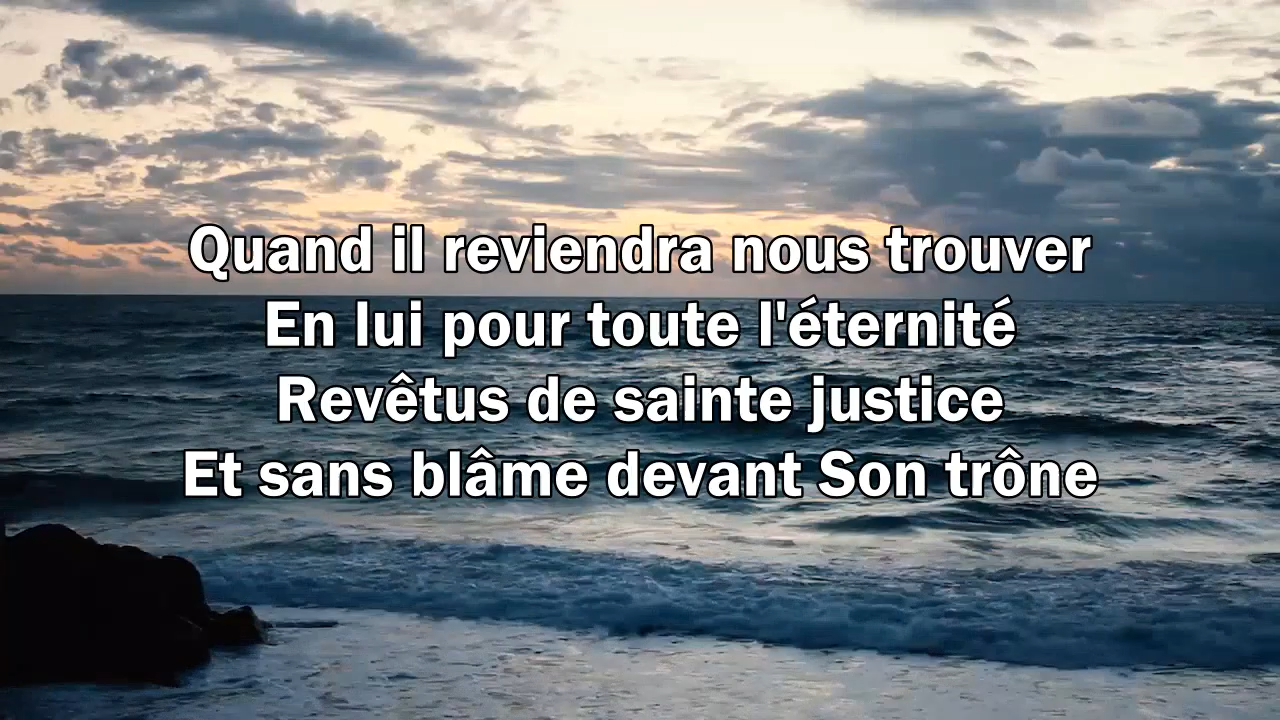 Quand il reviendra nous trouver
En lui pour toute l'éternité
Revêtus de sainte justice
Et sans blâme devant Son trône